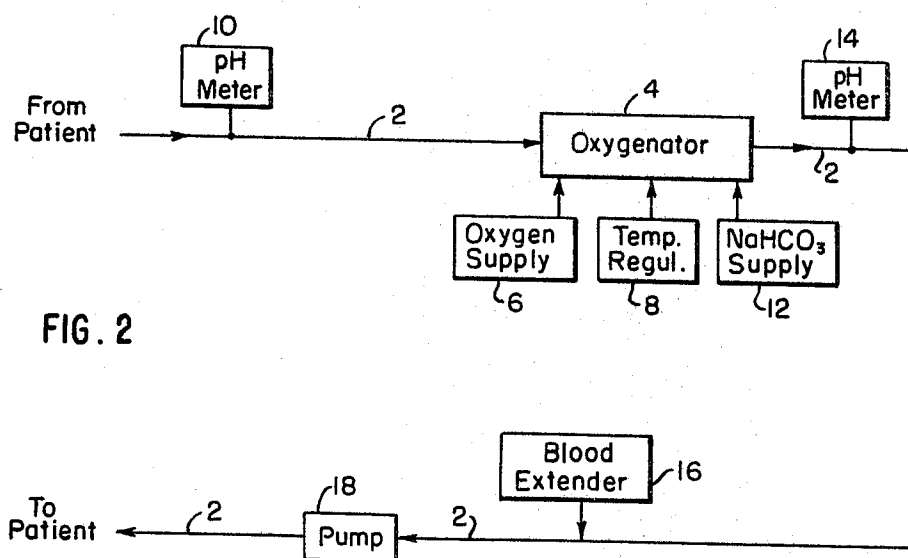 10
pH
Meter
From
Patient
2
4
Oxygenator
14
pH
Meter
2
Oxygen
Supply
6
Temp.
Regul.
8
NaHCO₃
Supply
12
FIG. 2
Blood
Extender
16
To
Patient
2
18
Pump
2